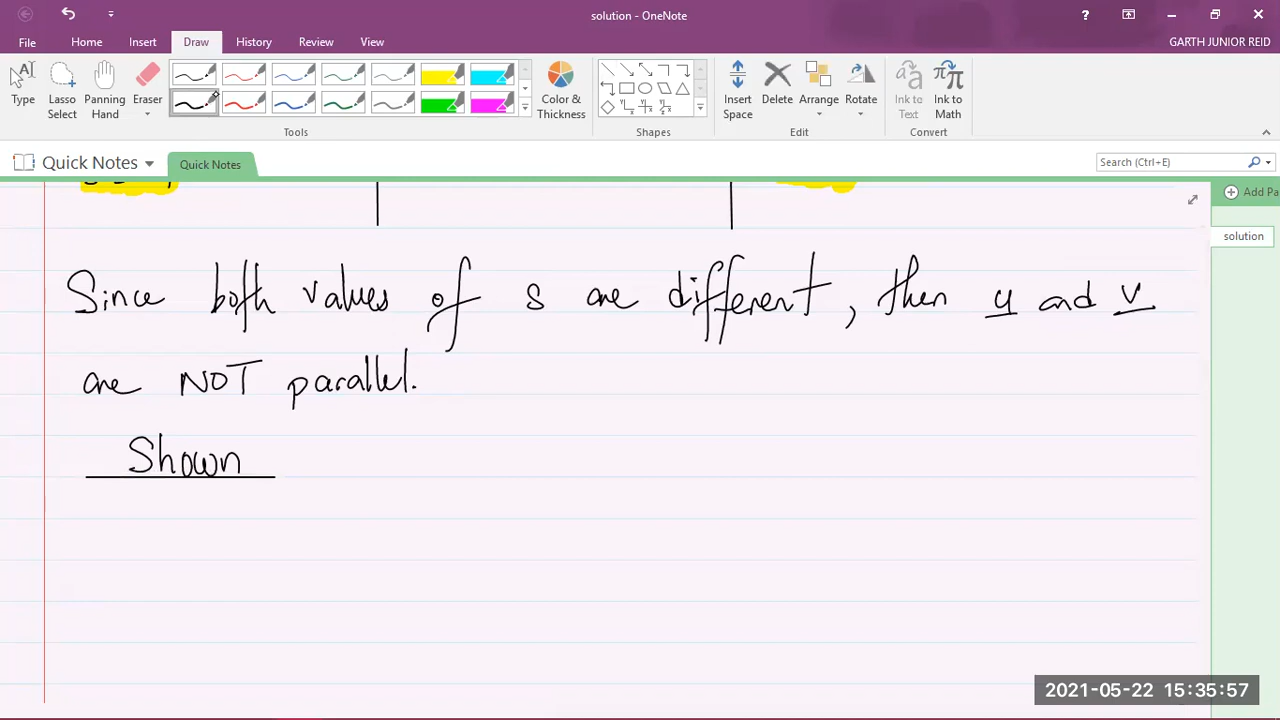 solution - OneNote
?
File
Home
Insert
Draw
History
Review
View
GARTH JUNIOR REID
Type
Lasso Select
Panning Hand
Eraser
Color & Thickness
Insert Space
Delete
Arrange
Rotate
Ink to Text
Ink to Math
Tools
Shapes
Edit
Convert
Quick Notes
Quick Notes
Search (Ctrl+E)
Add Pa
solution
Since both values of s are different, then u and v
are NOT parallel.
Shown
2021-05-22 15:35:57